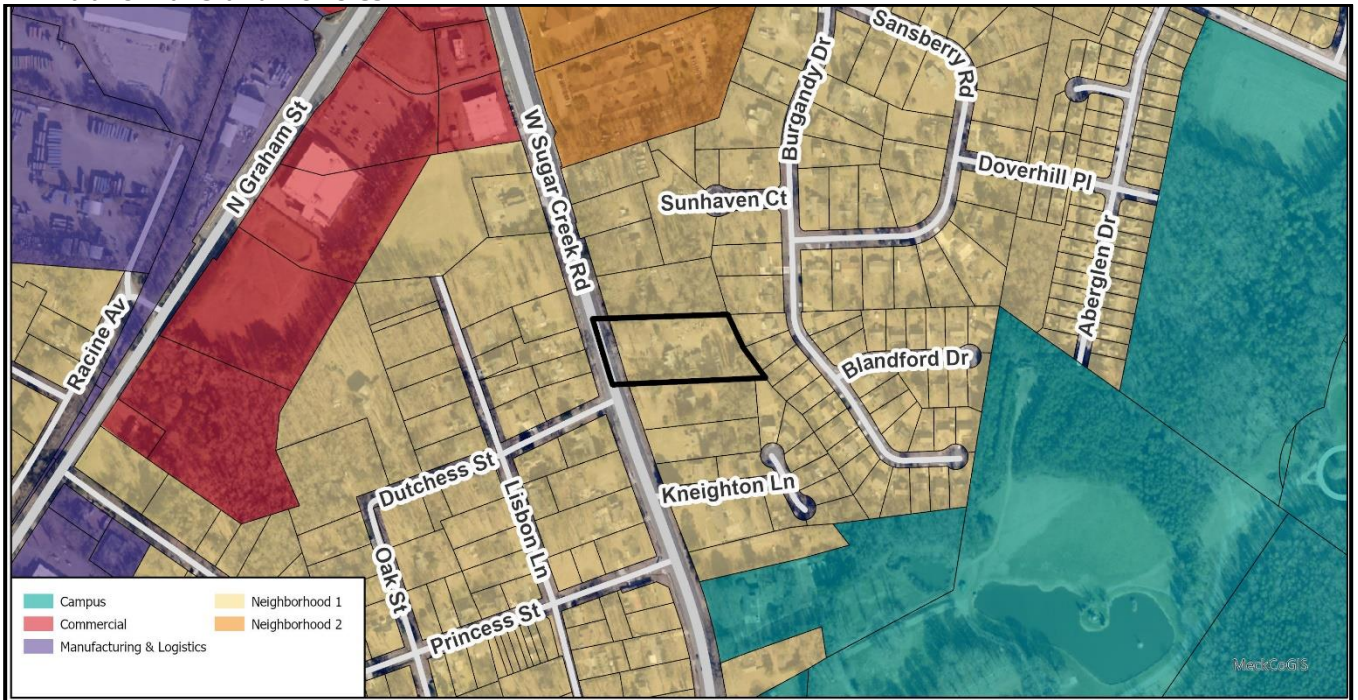 Sansberry Rd
Burgandy Dr
N Graham St
W Sugar Creek Rd
Doverhill Pl
Sunhaven Ct
Aberglen Dr
Racine Av
Blandford Dr
Dutchess St
Lisbon Ln
Kneighton Ln
Oak St
Princess St
Campus
Commercial
Manufacturing & Logistics
Neighborhood 1
Neighborhood 2
MeckCoGIS